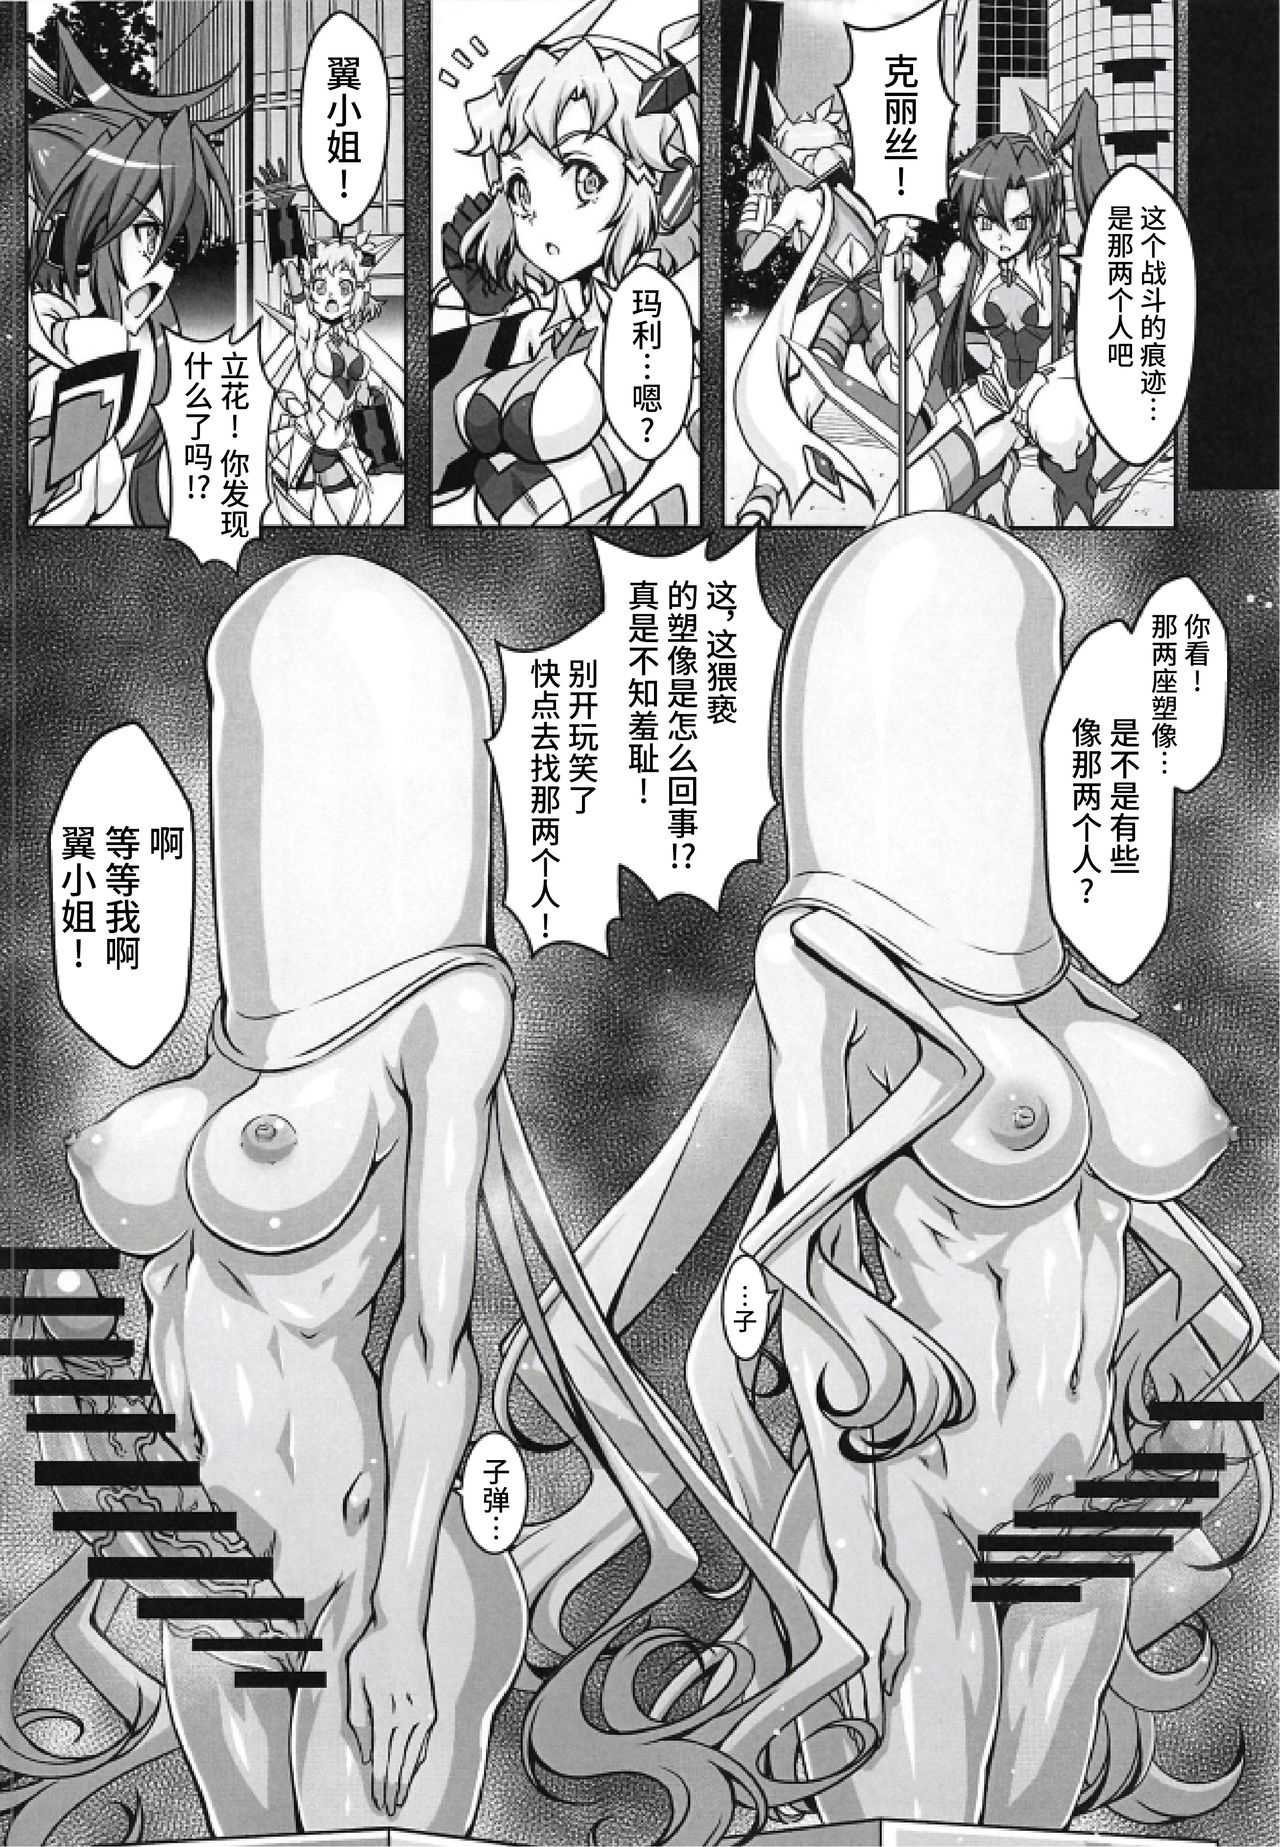 这个战斗的痕迹…
是那两个人吧
克丽丝！
玛利…嗯？
翼小姐！
立花！你发现
什么了吗!?
你看！
那两座塑像…
是不是有些
像那两个人？
这，这猥亵
的塑像是怎么回事!?
真是不知羞耻！
别开玩笑了
快点去找那两个人！
啊
等等我啊
翼小姐！
…子
子弹…